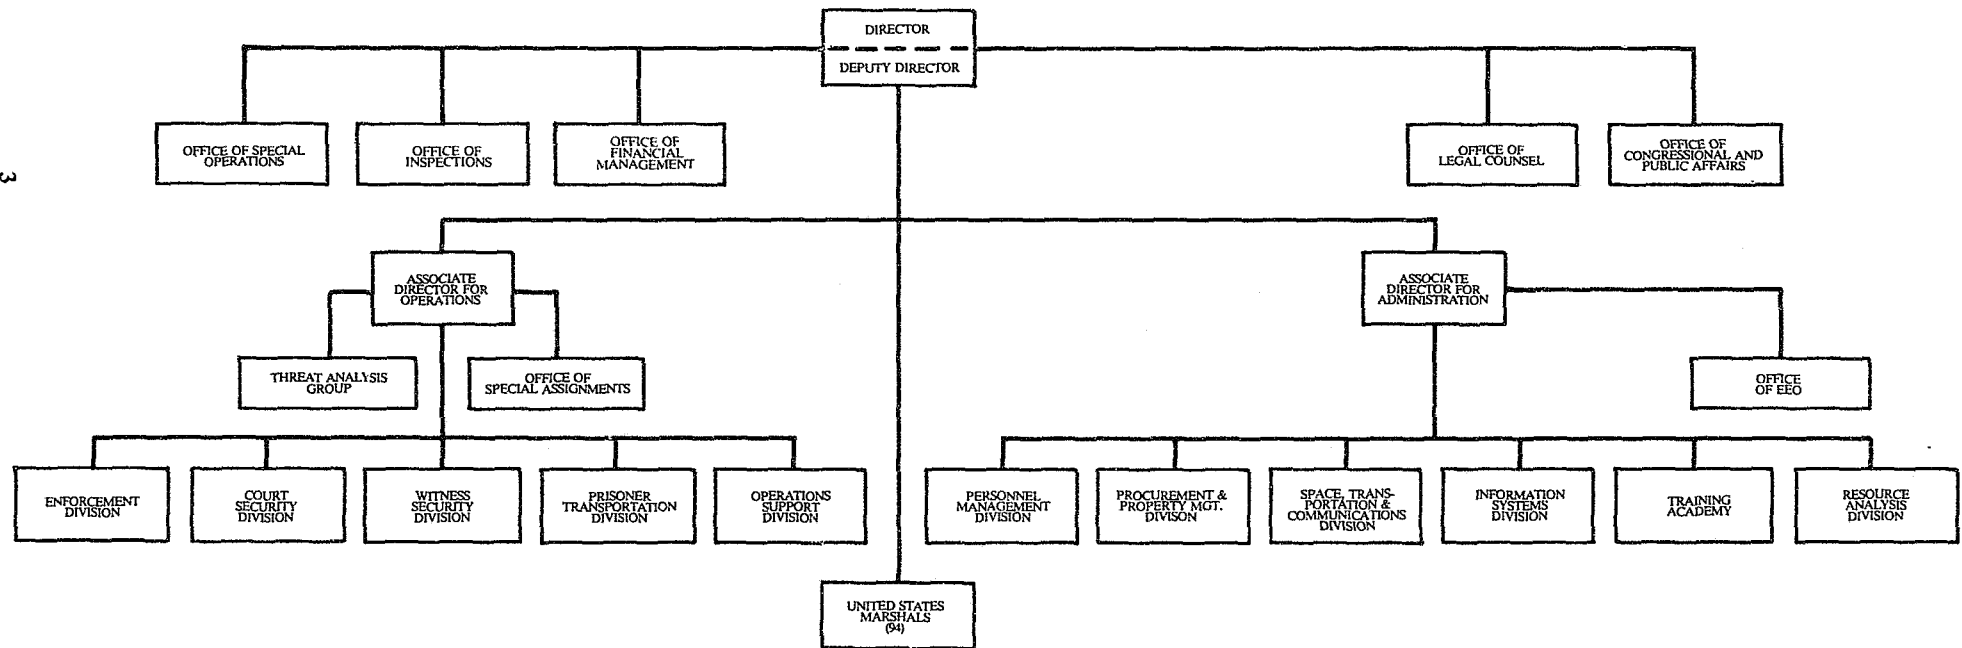 DIRECTOR
DEPUTY DIRECTOR
OFFICE OF SPECIAL
OPERATIONS
OFFICE OF
INSPECTIONS
OFFICE OF
FINANCIAL
MANAGEMENT
OFFICE OF
LEGAL COUNSEL
OFFICE OF
CONGRESSIONAL AND
PUBLIC AFFAIRS
3
ASSOCIATE
DIRECTOR FOR
OPERATIONS
ASSOCIATE
DIRECTOR FOR
ADMINISTRATION
THREAT ANALYSIS
GROUP
OFFICE OF
SPECIAL ASSIGNMENTS
OFFICE
OF EEO
ENFORCEMENT
DIVISION
COURT
SECURITY
DIVISION
WITNESS
SECURITY
DIVISION
PRISONER
TRANSPORTATION
DIVISION
OPERATIONS
SUPPORT
DIVISION
PERSONNEL
MANAGEMENT
DIVISION
PROCUREMENT &
PROPERTY MGT.
DIVISON
SPACE, TRANS-
PORTATION &
COMMUNICATIONS
DIVISION
INFORMATION
SYSTEMS
DIVISION
TRAINING
ACADEMY
RESOURCE
ANALYSIS
DIVISION
UNITED STATES
MARSHALS
(94)